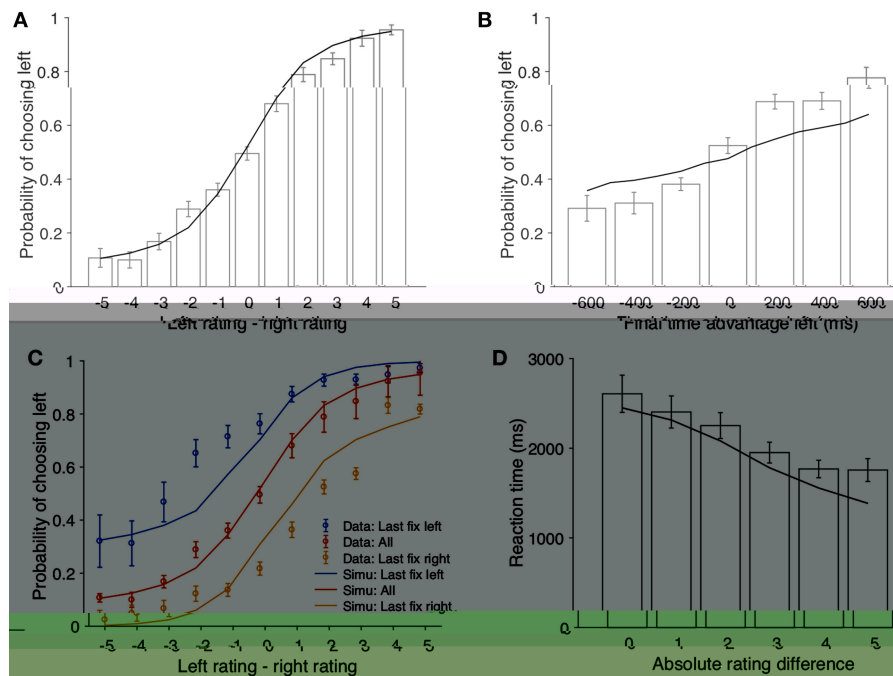 A
B
Probability of choosing left
1
0.8
0.6
0.4
0.2
0
-5 -4 -3 -2 -1 0 1 2 3 4 5
Left rating - right rating
Probability of choosing left
1
0.8
0.6
0.4
0.2
0
-600 -400 -200 0 200 400 600
Final time advantage left (ms)
C
D
Probability of choosing left
1
0.8
0.6
0.4
0.2
0
-5 -4 -3 -2 -1 0 1 2 3 4 5
Left rating - right rating
Data: Last fix left
Data: All
Data: Last fix right
Simu: Last fix left
Simu: All
Simu: Last fix right
Reaction time (ms)
3000
2000
1000
0
0 1 2 3 4 5
Absolute rating difference